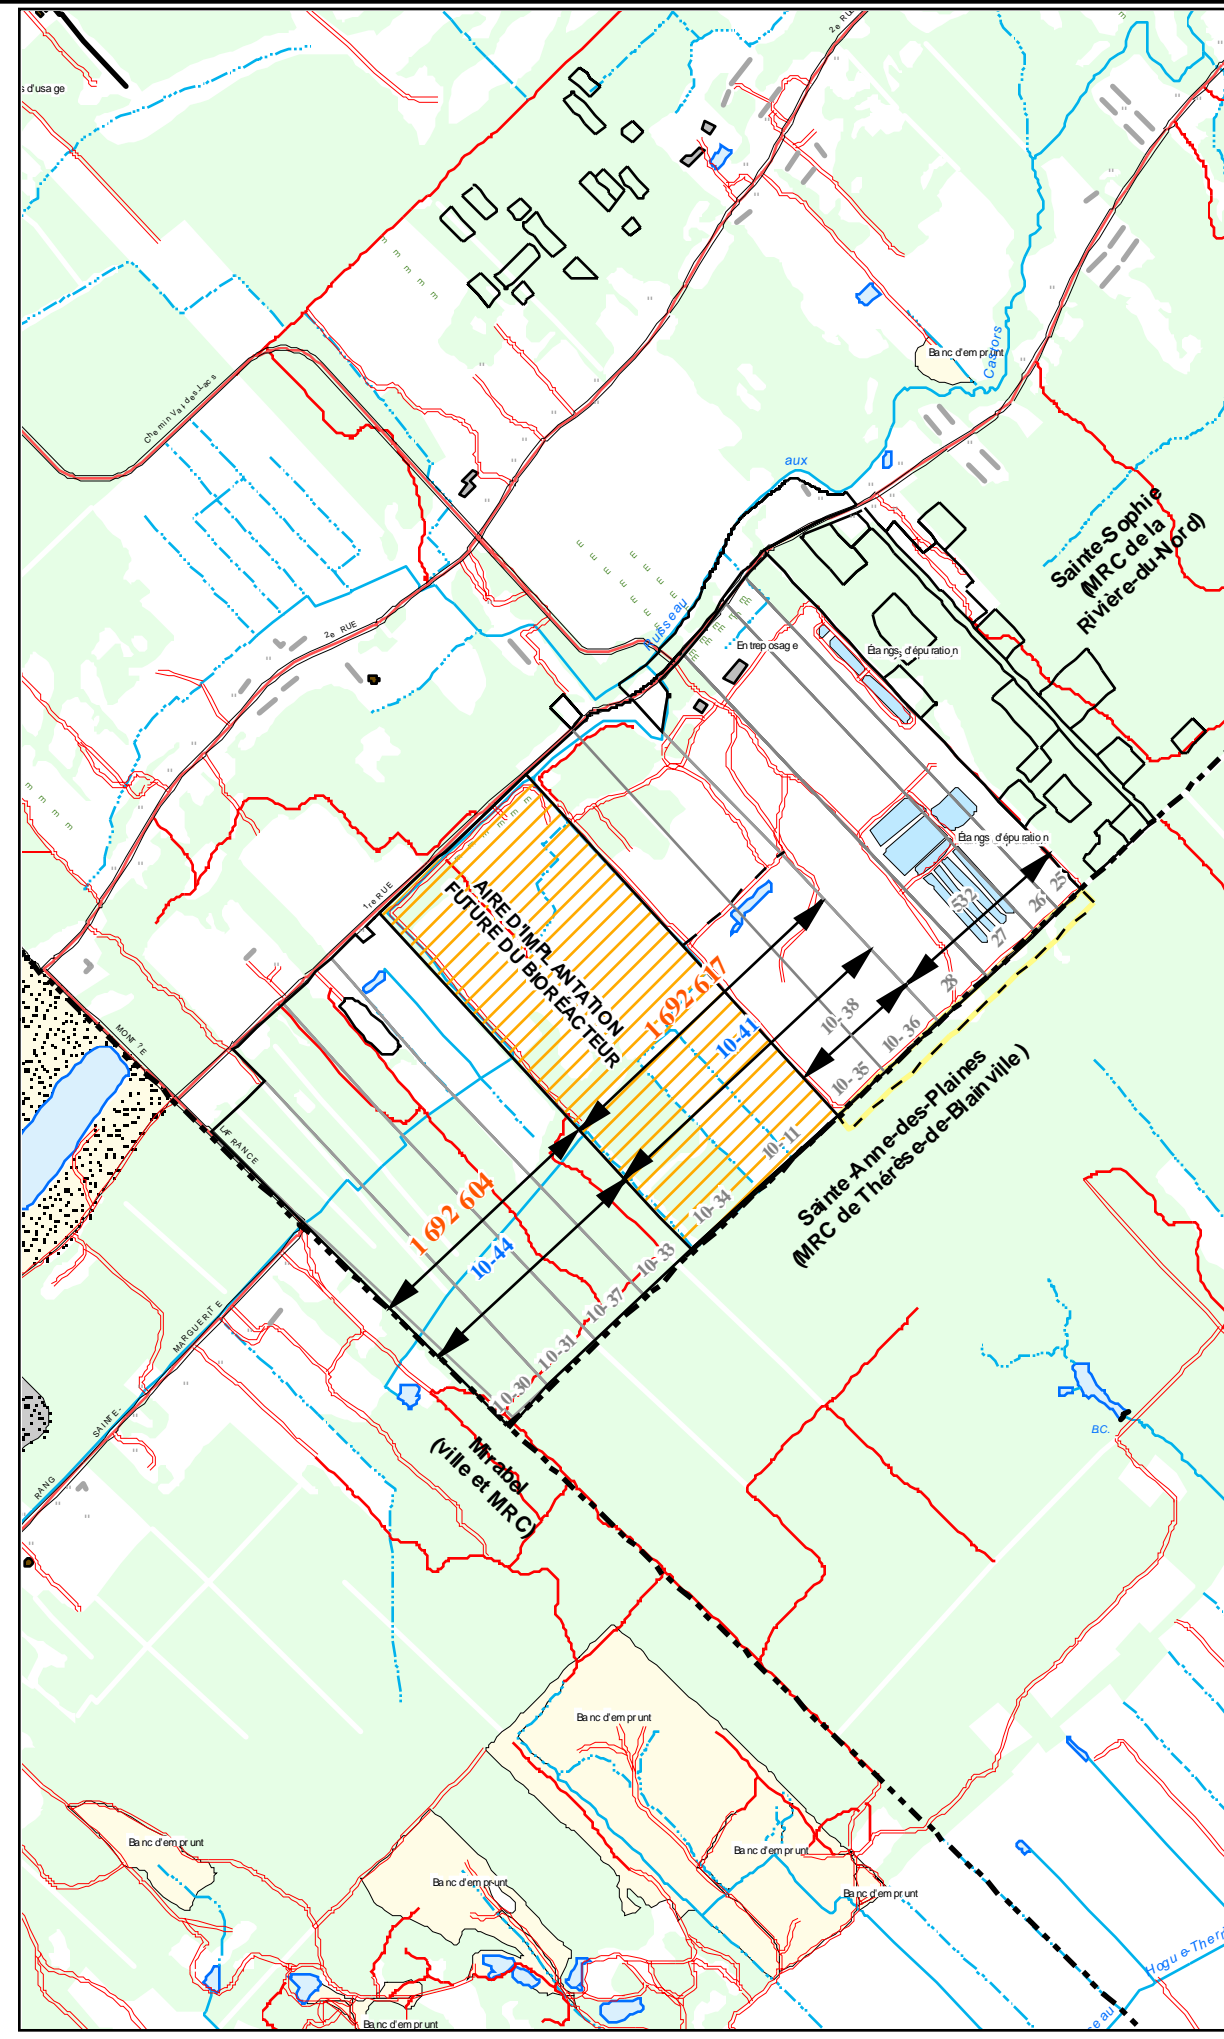 s d'usage
2e RU
Chemin Val des Lacs
Banc d'emprunt
Castors
aux
Ruisseau
Sainte-Sophie
(MRC de la
Rivière-du-Nord)
2e RUE
Entreposage
Étangs d'épuration
Étangs d'épuration
1re RUE
AIRE D'IMPLANTATION
FUTURE DU BIORÉACTEUR
532
25
26
27
28
1 692 617
10-41
10-38
10-36
10-35
10-11
10-34
10-33
10-37
10-31
10-30
MONT?E
LAFRANCE
1 692 604
10-44
Sainte-Anne-des-Plaines
(MRC de Thérèse-de-Blainville)
RANG
SAINTE-
MARGUERITE
Mirabel
(ville et MRC)
BC.
Banc d'emprunt
Banc d'emprunt
Banc d'emprunt
Banc d'emprunt
Banc d'emprunt
Banc d'emprunt
Hogue-Therr
eau